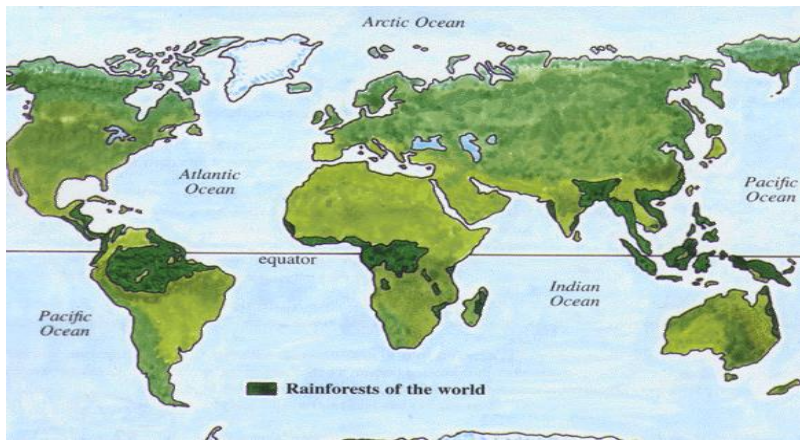 Arctic Ocean
Atlantic
Ocean
Pacific
Ocean
equator
Indian
Ocean
Pacific
Ocean
Rainforests of the world